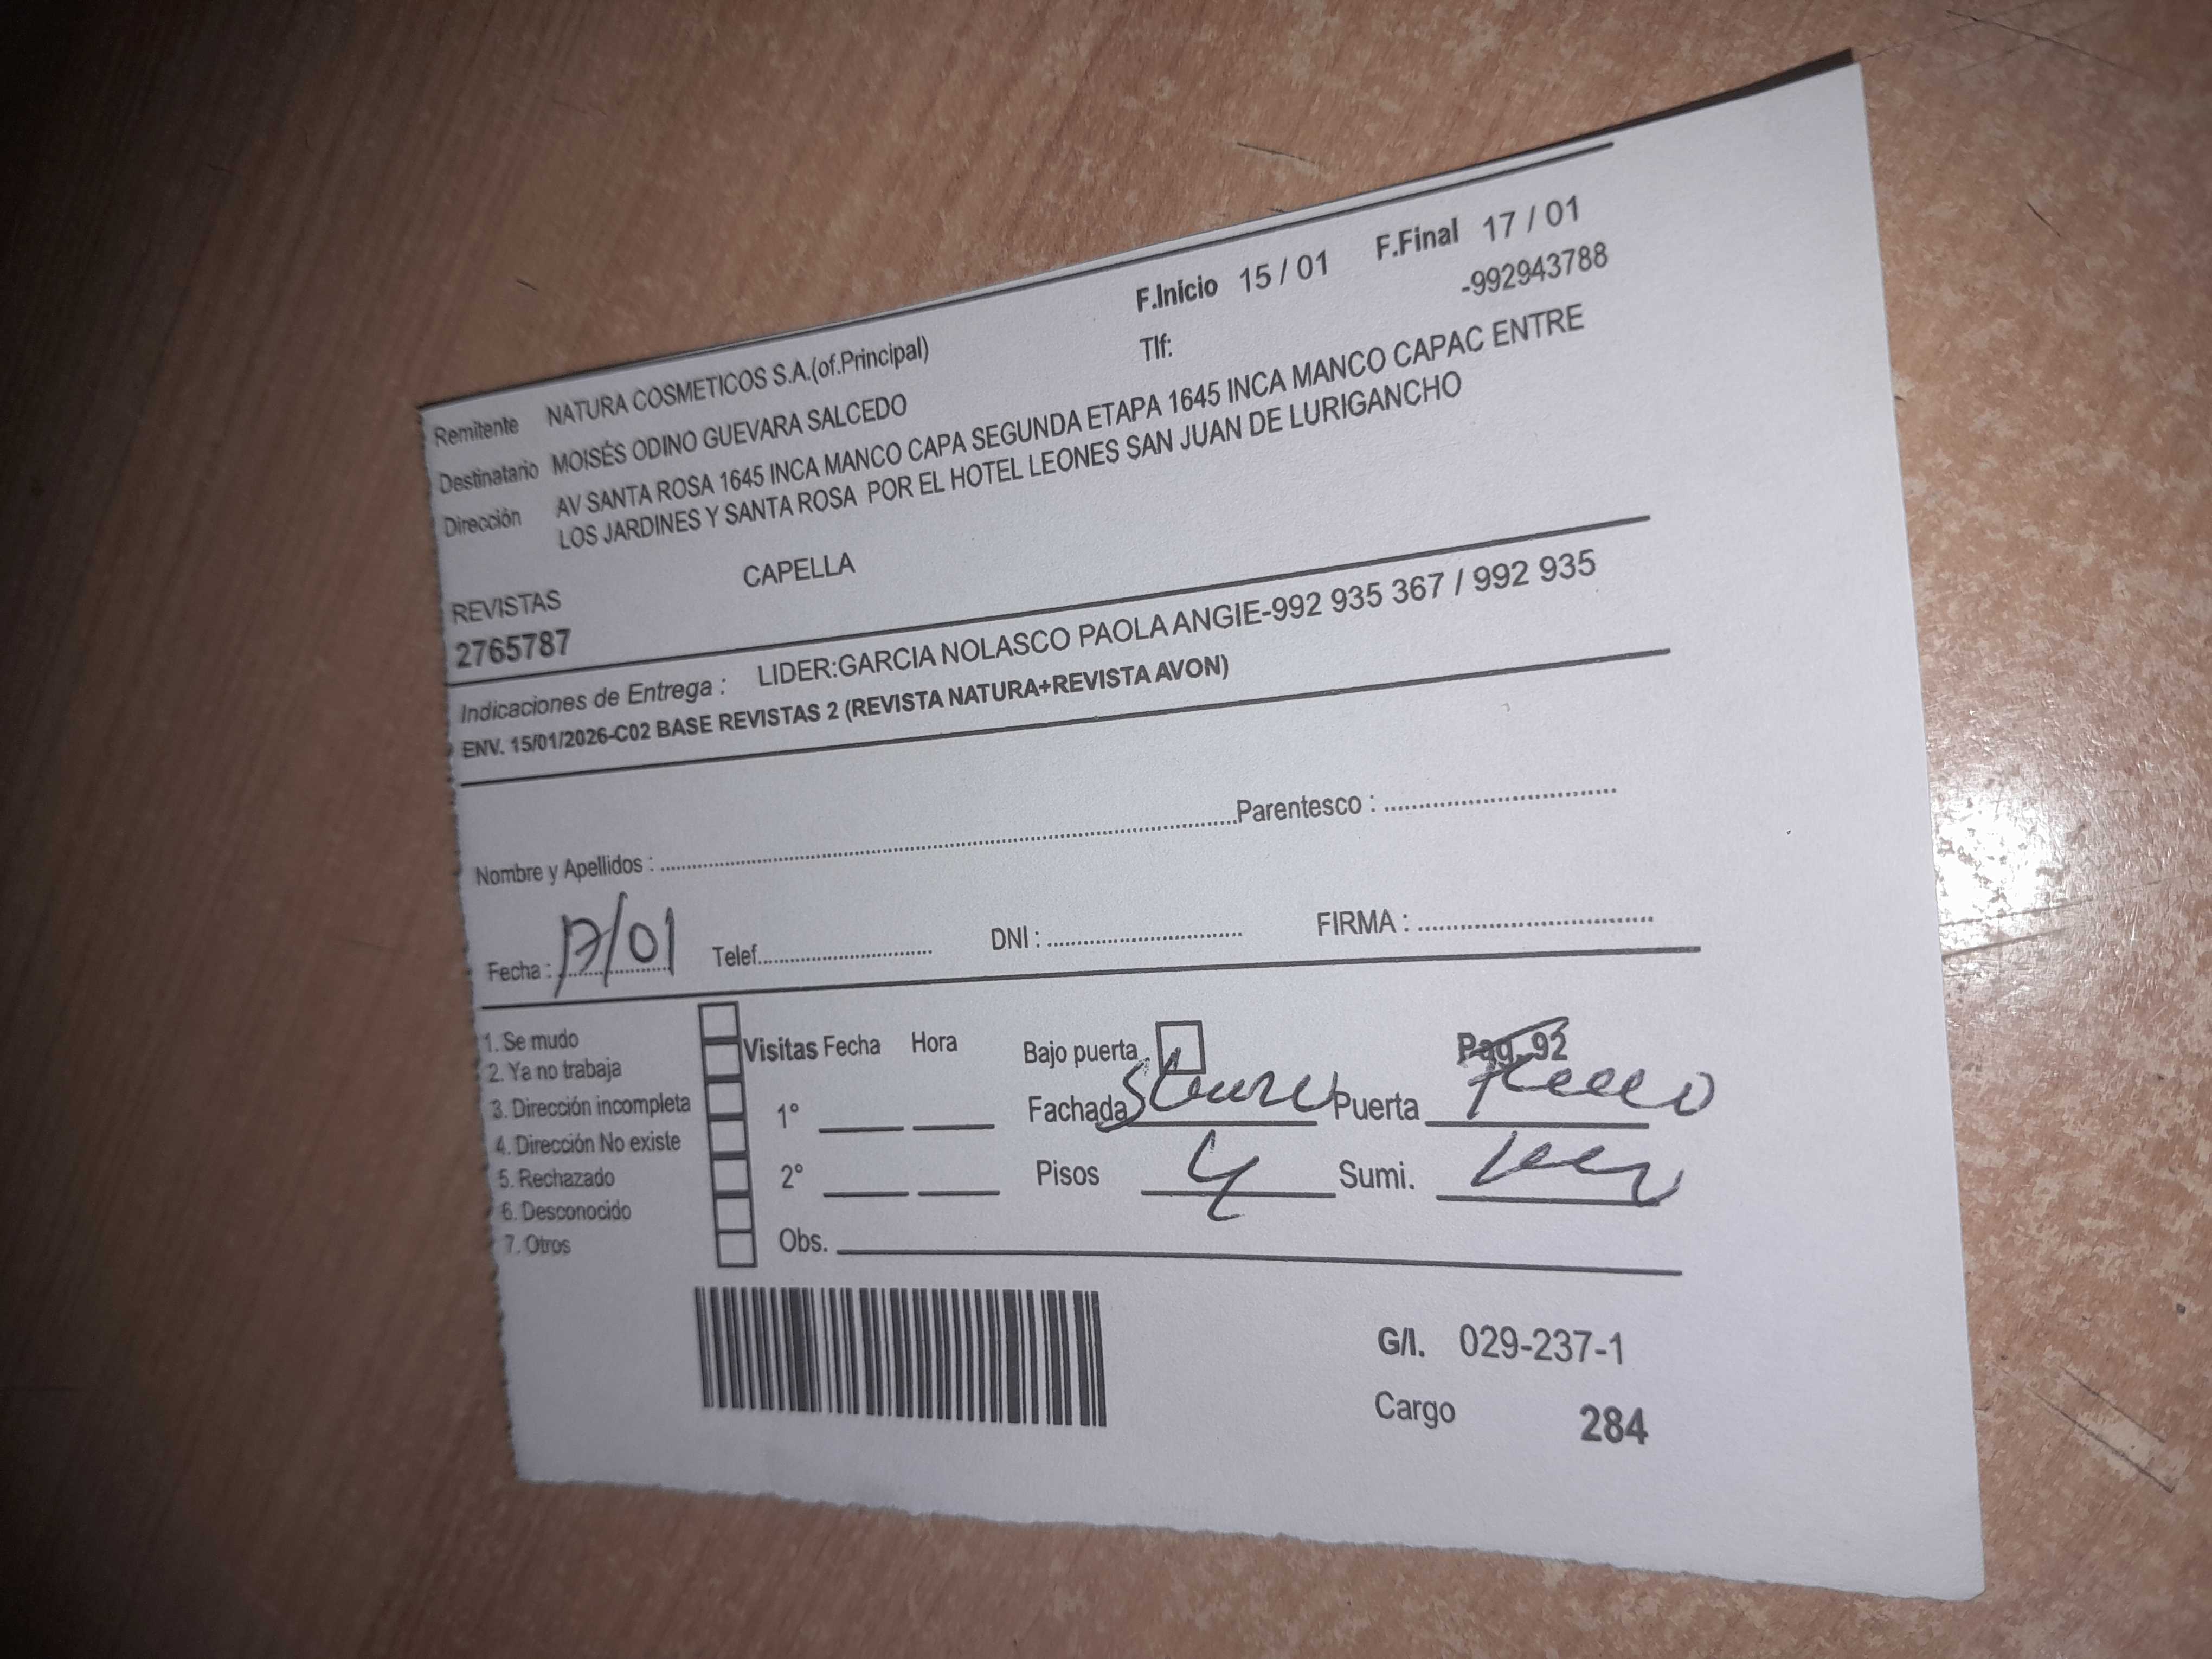 F.Inicio 15 / 01 F.Final 17 / 01
Remitente NATURA COSMETICOS S.A.(of.Principal) Tlf: -992943788
Destinatario MOISÉS ODINO GUEVARA SALCEDO
Dirección AV SANTA ROSA 1645 INCA MANCO CAPA SEGUNDA ETAPA 1645 INCA MANCO CAPAC ENTRE
LOS JARDINES Y SANTA ROSA POR EL HOTEL LEONES SAN JUAN DE LURIGANCHO
REVISTAS CAPELLA
2765787
Indicaciones de Entrega : LIDER:GARCIA NOLASCO PAOLA ANGIE-992 935 367 / 992 935
ENV. 15/01/2026-C02 BASE REVISTAS 2 (REVISTA NATURA+REVISTA AVON)
Nombre y Apellidos : Parentesco :
Fecha : 17/01 Telef. DNI : FIRMA :
1. Se mudo
2. Ya no trabaja
3. Dirección incompleta
4. Dirección No existe
5. Rechazado
6. Desconocido
7. Otros
Visitas Fecha Hora Bajo puerta Pag. 92
1° Fachada Puerta
2° Pisos 4 Sumi.
Obs.
G/I. 029-237-1
Cargo 284